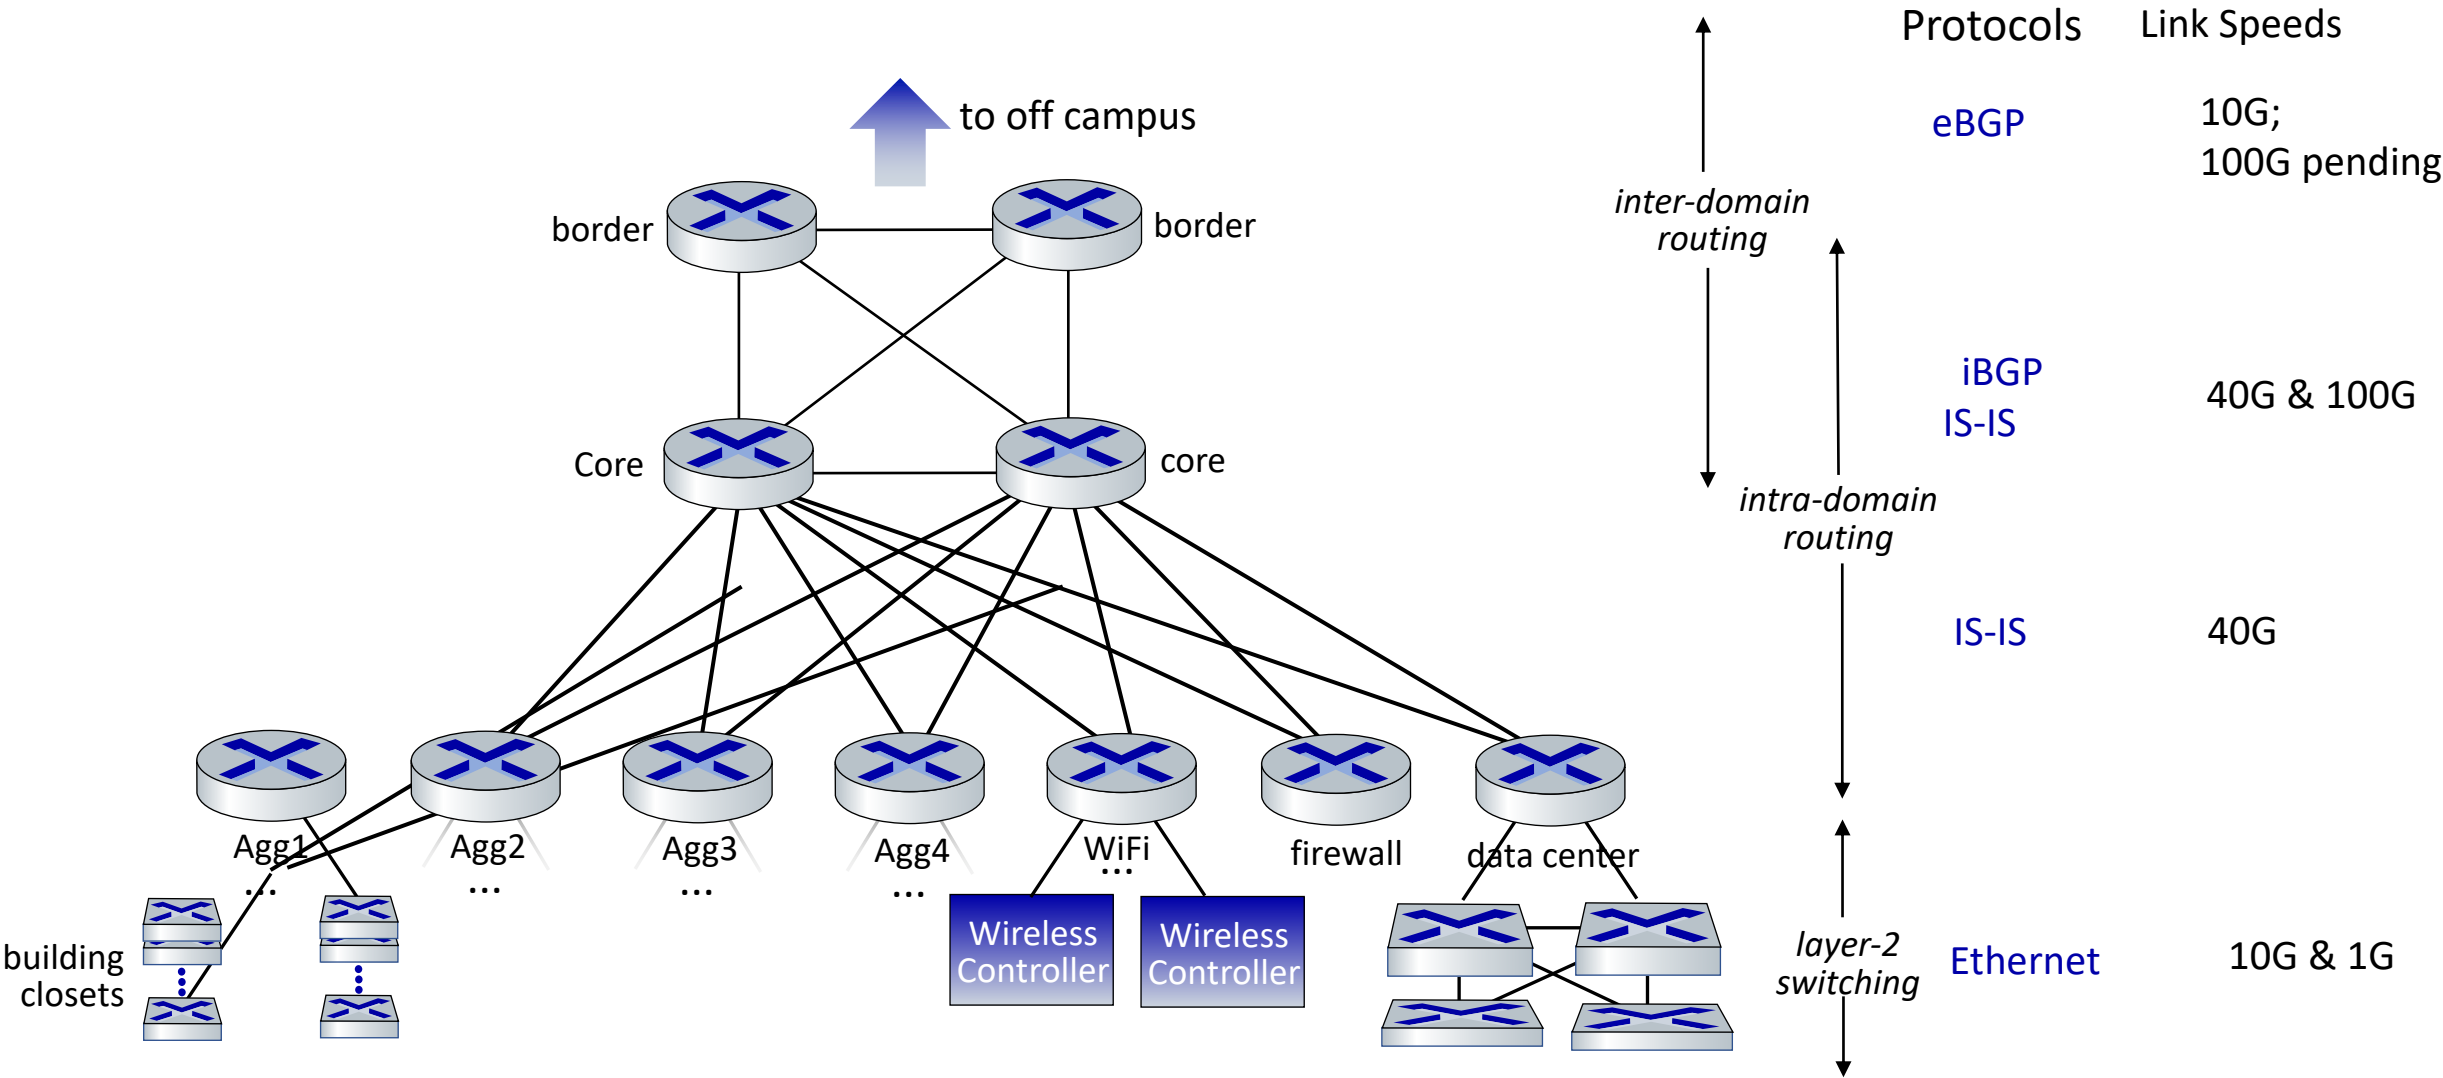 Protocols
Link Speeds
to off campus
eBGP
10G;
100G pending
border
border
inter-domain
routing
iBGP
IS-IS
40G & 100G
Core
core
intra-domain
routing
IS-IS
40G
Agg1
Agg2
Agg3
Agg4
WiFi
firewall
data center
...
...
...
...
...
building
closets
Wireless
Controller
Wireless
Controller
layer-2
switching
Ethernet
10G & 1G